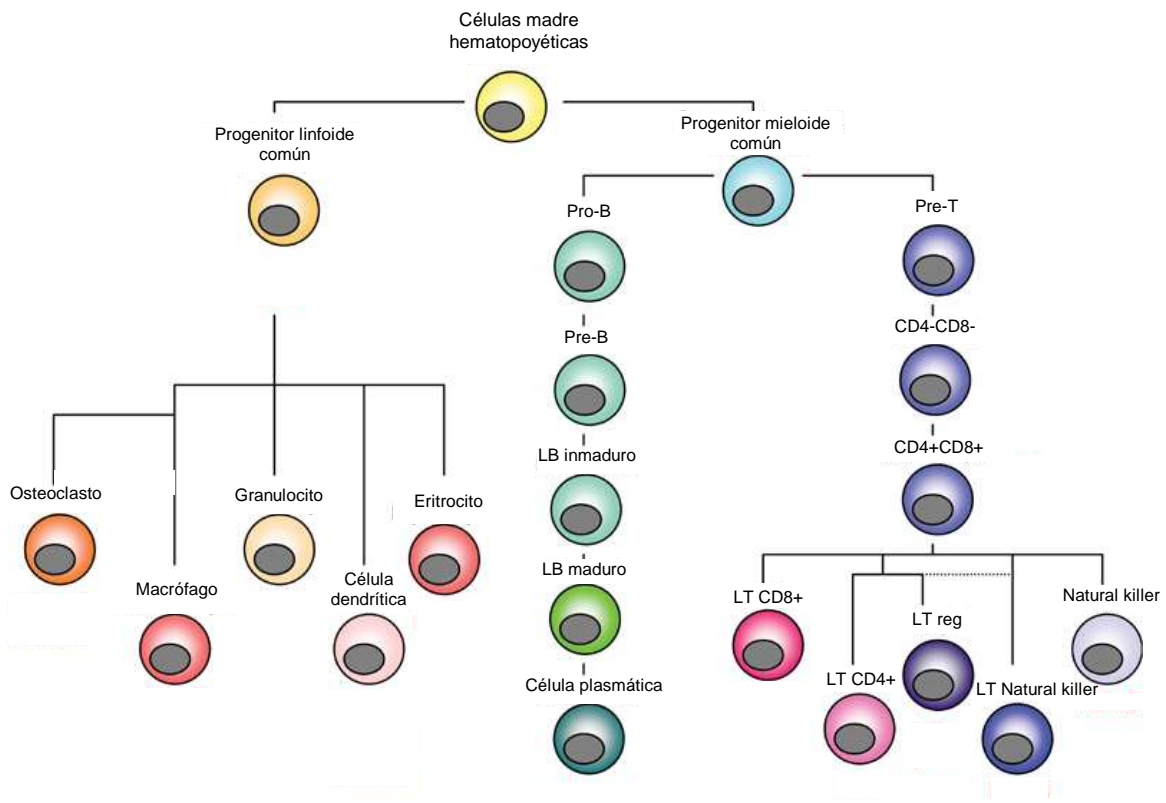 Células madre
hematopoyéticas
Progenitor linfoide
común
Progenitor mieloide
común
Pro-B
Pre-T
Pre-B
CD4-CD8-
LB inmaduro
CD4+CD8+
Osteoclasto
Granulocito
Eritrocito
Macrófago
Célula
dendrítica
LB maduro
LT CD8+
LT reg
Natural killer
Célula plasmática
LT CD4+
LT Natural killer